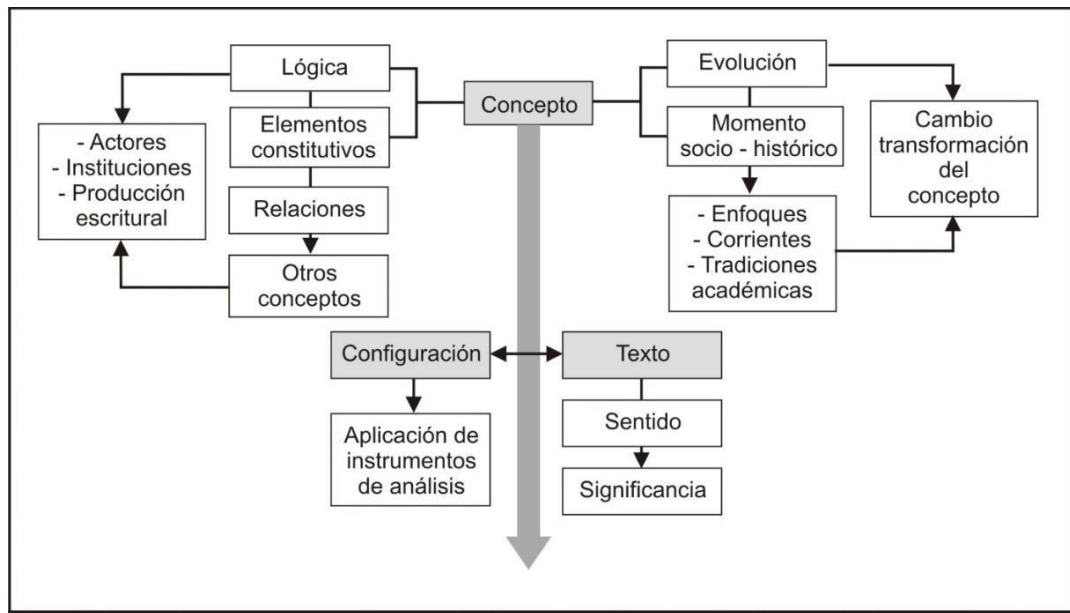 Lógica
Elementos
constitutivos
Relaciones
Otros
conceptos
- Actores
- Instituciones
- Producción
escritural
Concepto
Evolución
Momento
socio - histórico
- Enfoques
- Corrientes
- Tradiciones
académicas
Cambio
transformación
del
concepto
Configuración
Aplicación de
instrumentos
de análisis
Texto
Sentido
Significancia